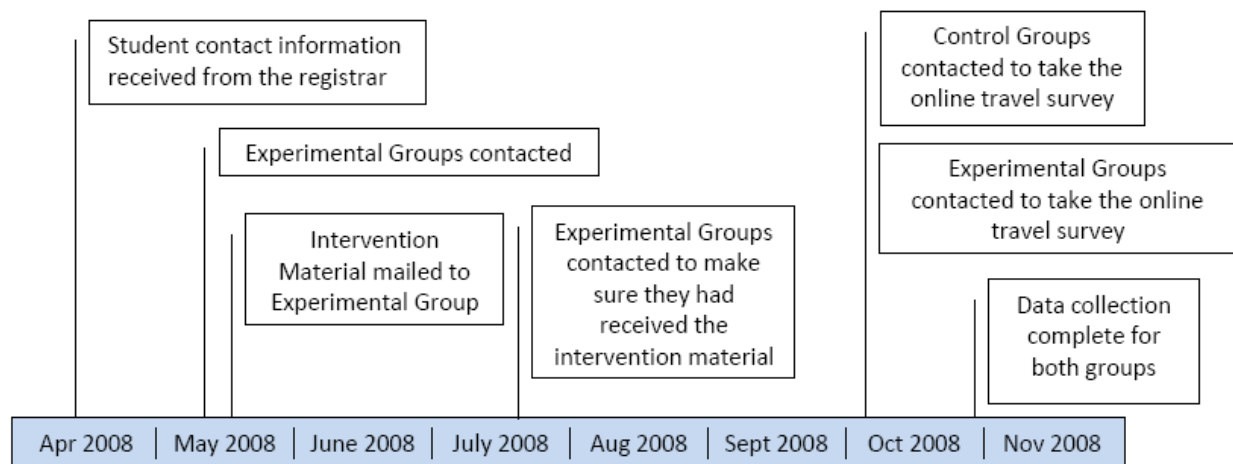 Student contact information
received from the registrar
Experimental Groups contacted
Intervention
Material mailed to
Experimental Group
Experimental Groups
contacted to make
sure they had
received the
intervention material
Control Groups
contacted to take the
online travel survey
Experimental Groups
contacted to take the online
travel survey
Data collection
complete for
both groups
Apr 2008 May 2008 June 2008 July 2008 Aug 2008 Sept 2008 Oct 2008 Nov 2008